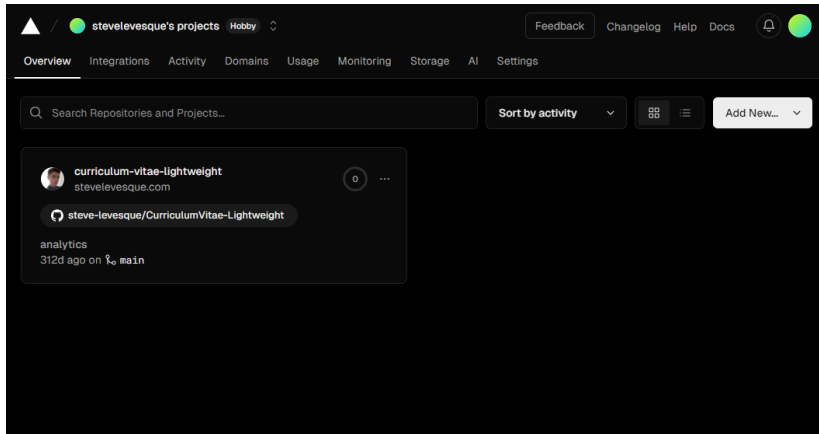 stevelevesque's projects Hobby
Feedback Changelog Help Docs
Overview Integrations Activity Domains Usage Monitoring Storage AI Settings
Search Repositories and Projects...
Sort by activity
Add New...
curriculum-vitae-lightweight
stevelevesque.com
0
steve-levesque/CurriculumVitae-Lightweight
analytics
312d ago on main